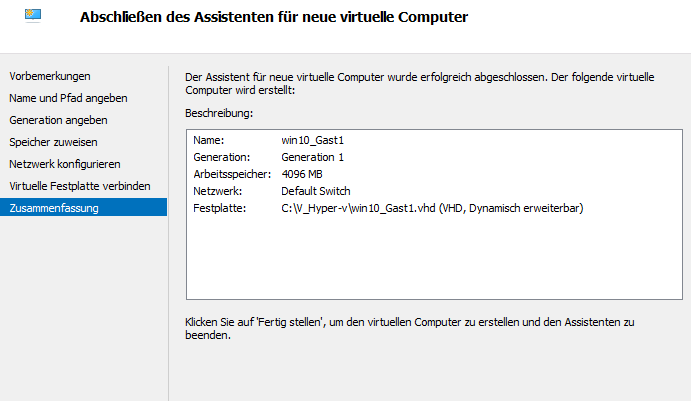 Abschließen des Assistenten für neue virtuelle Computer
Vorbemerkungen
Name und Pfad angeben
Generation angeben
Speicher zuweisen
Netzwerk konfigurieren
Virtuelle Festplatte verbinden
Zusammenfassung
Der Assistent für neue virtuelle Computer wurde erfolgreich abgeschlossen. Der folgende virtuelle
Computer wird erstellt:
Beschreibung:
Name: win10_Gast1
Generation: Generation 1
Arbeitsspeicher: 4096 MB
Netzwerk: Default Switch
Festplatte: C:\V_Hyper-v\win10_Gast1.vhd (VHD, Dynamisch erweiterbar)
Klicken Sie auf 'Fertig stellen', um den virtuellen Computer zu erstellen und den Assistenten zu
beenden.